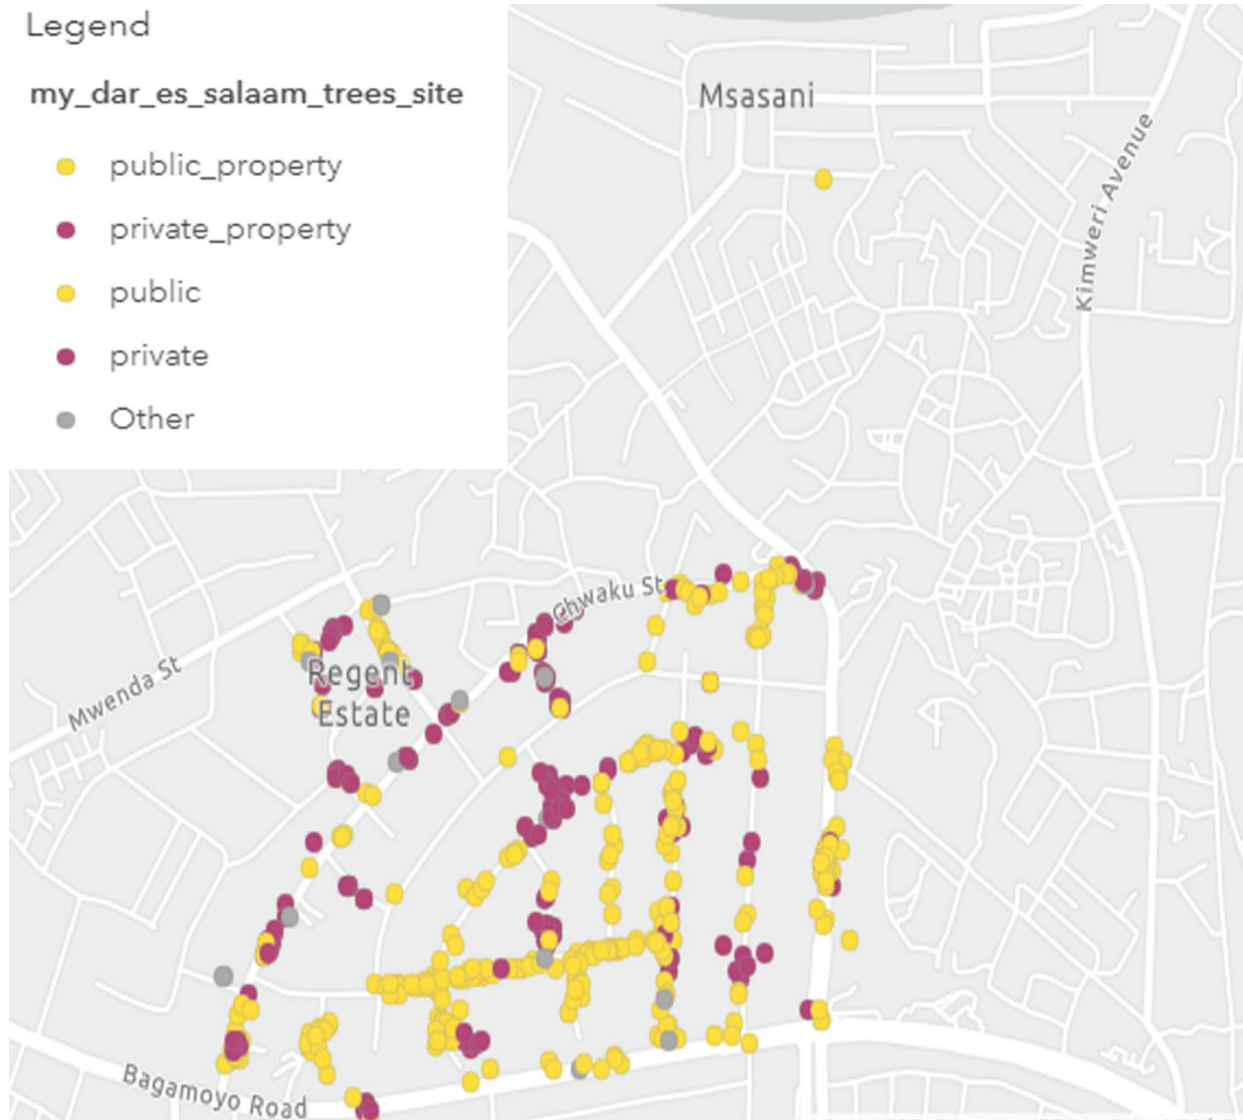 Legend
my_dar_es_salaam_trees_site
public_property
private_property
public
private
Other
Msasani
Kimweri Avenue
Chwaku St
Mwenda St
Regent
Estate
Bagamoyo Road